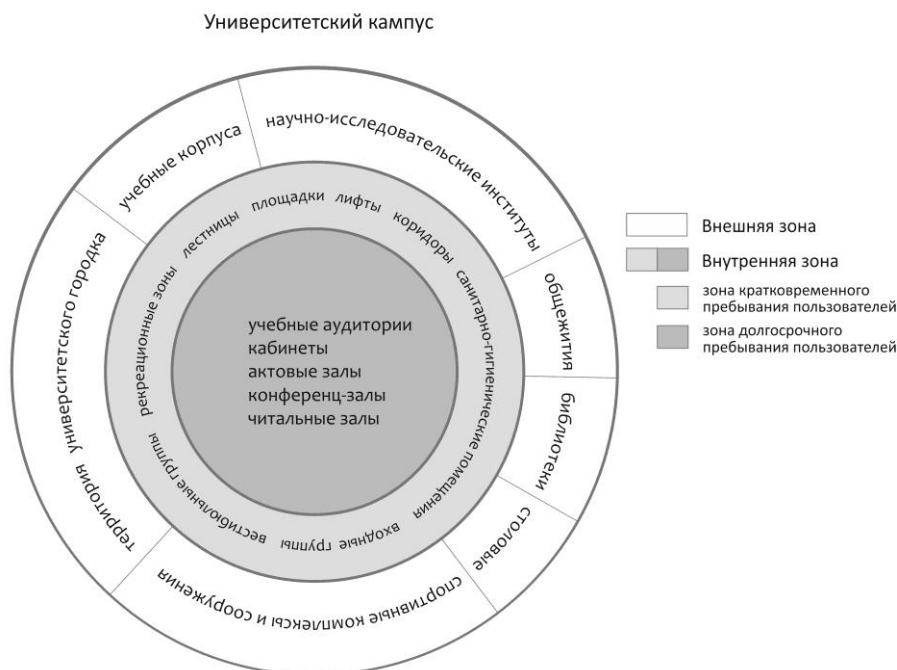 Университетский кампус
учебные корпуса
научно-исследовательские институты
общежития
библиотеки
столовые
спортивные комплексы и сооружения
территория университетского городка
рекреационные зоны
лестницы
площадки
лифты
коридоры
санитарно-гигиенические помещения
входные группы
вестибюльные группы
учебные аудитории
кабинеты
актовые залы
конференц-залы
читальные залы
Внешняя зона
Внутренняя зона
зона кратковременного
пребывания пользователей
зона долгосрочного
пребывания пользователей